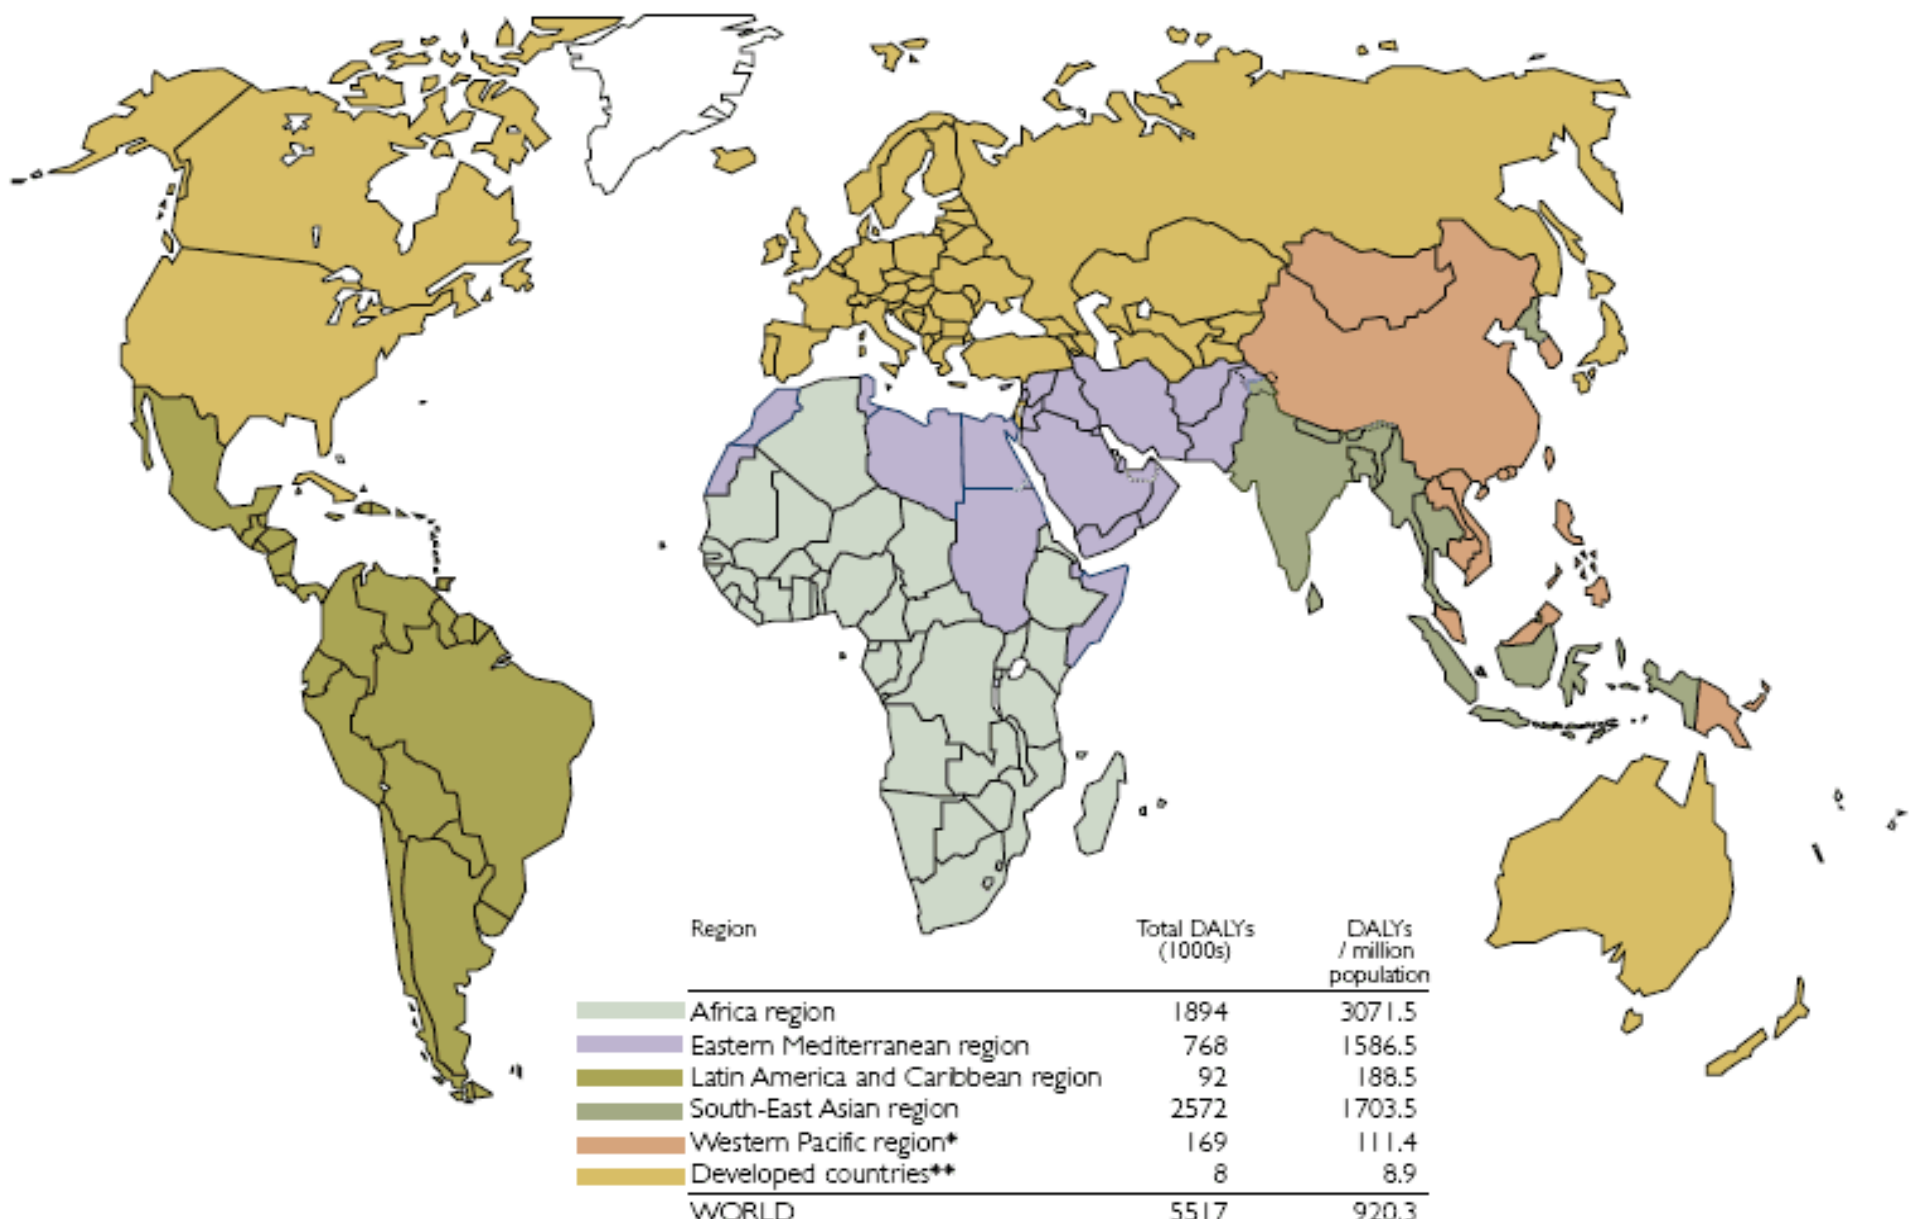 Region Total DALYs DALYs
(1000s) / million
population
Africa region 1894 3071.5
Eastern Mediterranean region 768 1586.5
Latin America and Caribbean region 92 188.5
South-East Asian region 2572 1703.5
Western Pacific region* 169 111.4
Developed countries** 8 8.9
WORLD 5517 920.3